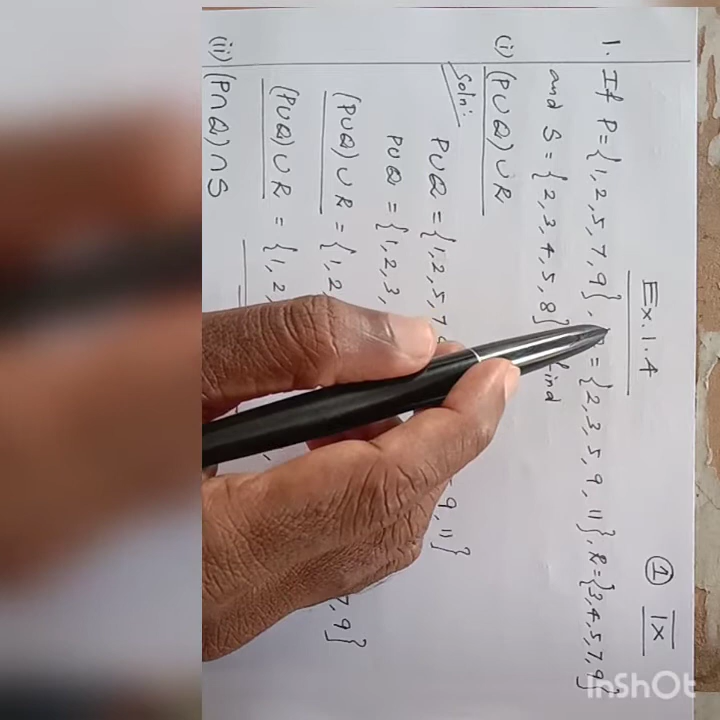 Ex.1.4
① IX
1. If P={1,2,5,7,9}, = {2,3,5,9,11}, R={3,4,5,7,9}
and S = {2,3,4,5,8} find
(i) (P∪Q)∪R
Soln:
P∪Q = {1,2,5,7 9,11}
P∪Q = {1,2,3,
(P∪Q)∪R = {1,2 7,9}
(P∪Q)∪R = {1,2,
(ii) (P∩Q)∩S
InShOt